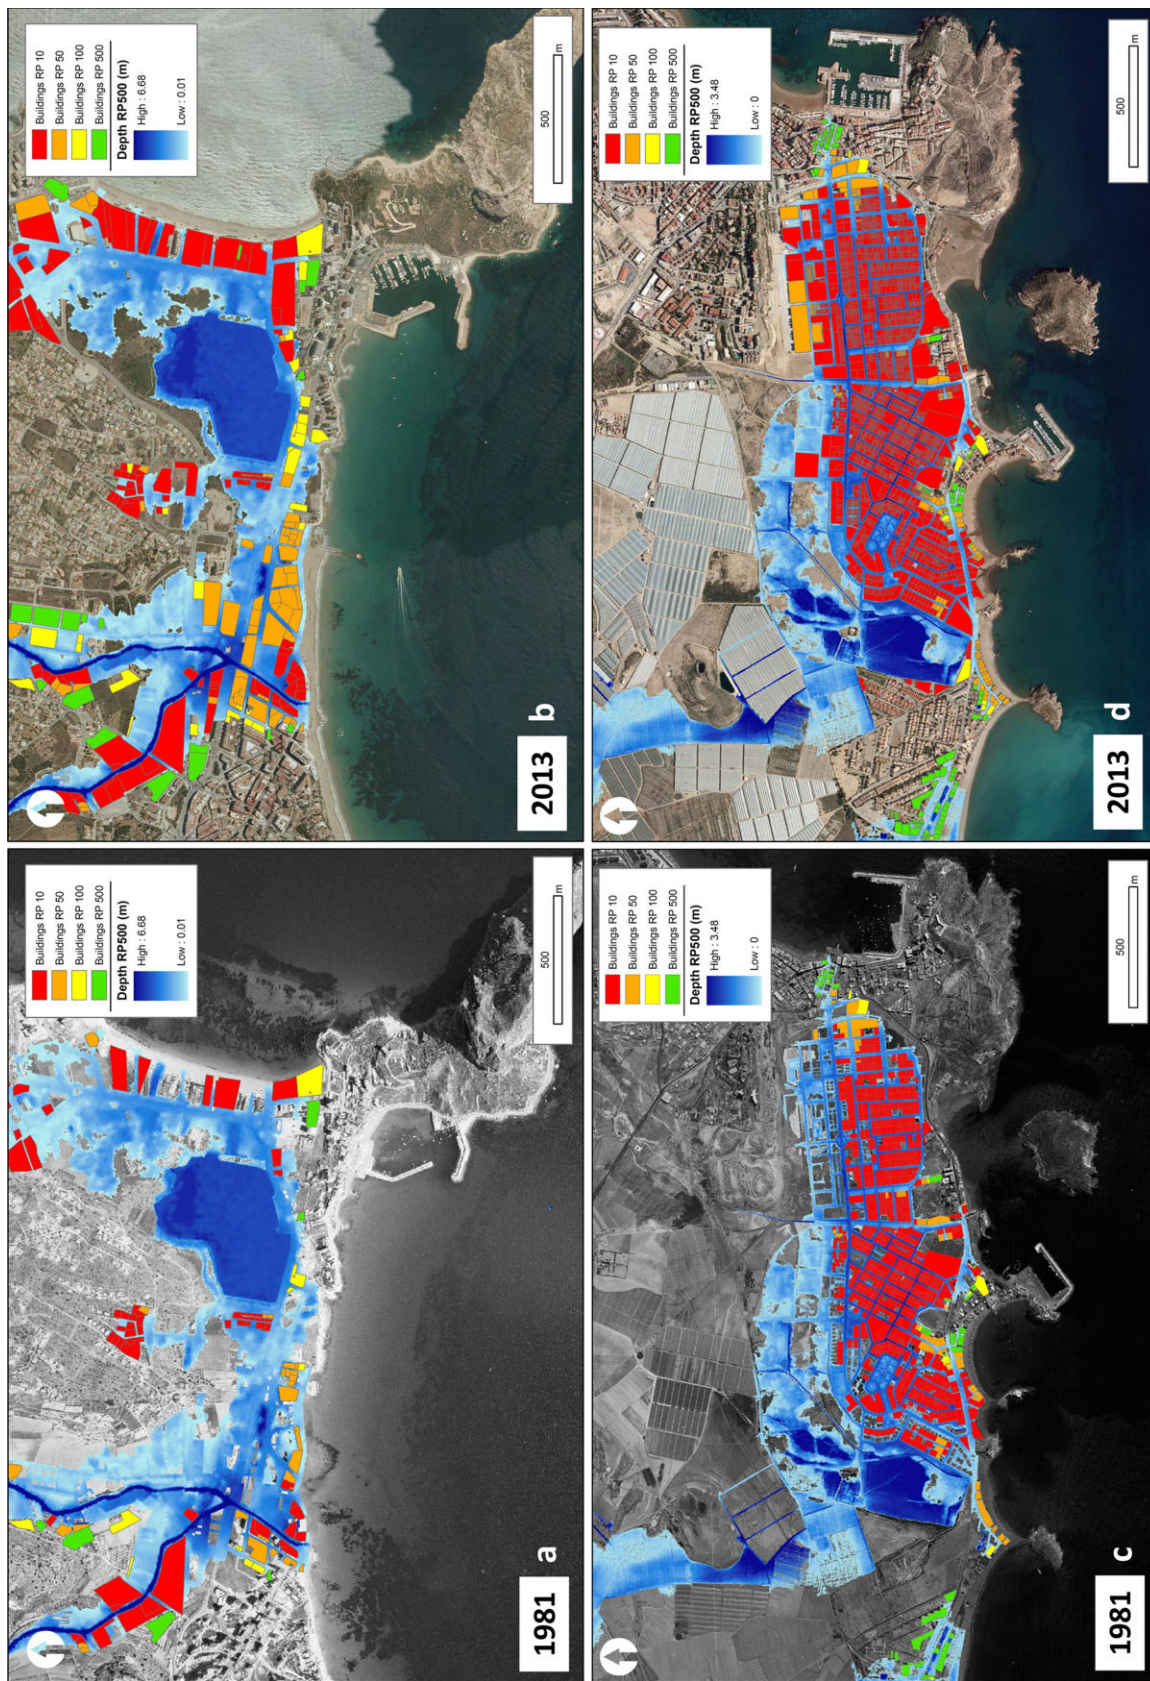 Buildings RP 10
Buildings RP 50
Buildings RP 100
Buildings RP 500
Depth RP500 (m)
High : 6.68
Low : 0.01
500
m
1981
a
Buildings RP 10
Buildings RP 50
Buildings RP 100
Buildings RP 500
Depth RP500 (m)
High : 6.68
Low : 0.01
500
m
2013
b
Buildings RP 10
Buildings RP 50
Buildings RP 100
Buildings RP 500
Depth RP500 (m)
High : 3.48
Low : 0
500
m
1981
c
Buildings RP 10
Buildings RP 50
Buildings RP 100
Buildings RP 500
Depth RP500 (m)
High : 3.48
Low : 0
500
m
2013
d